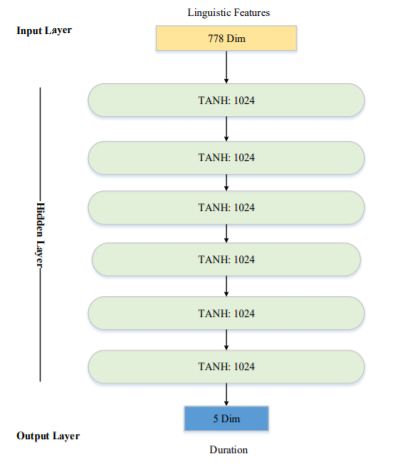 Linguistic Features
Input Layer
778 Dim
TANH: 1024
TANH: 1024
TANH: 1024
Hidden Layer
TANH: 1024
TANH: 1024
TANH: 1024
5 Dim
Output Layer
Duration